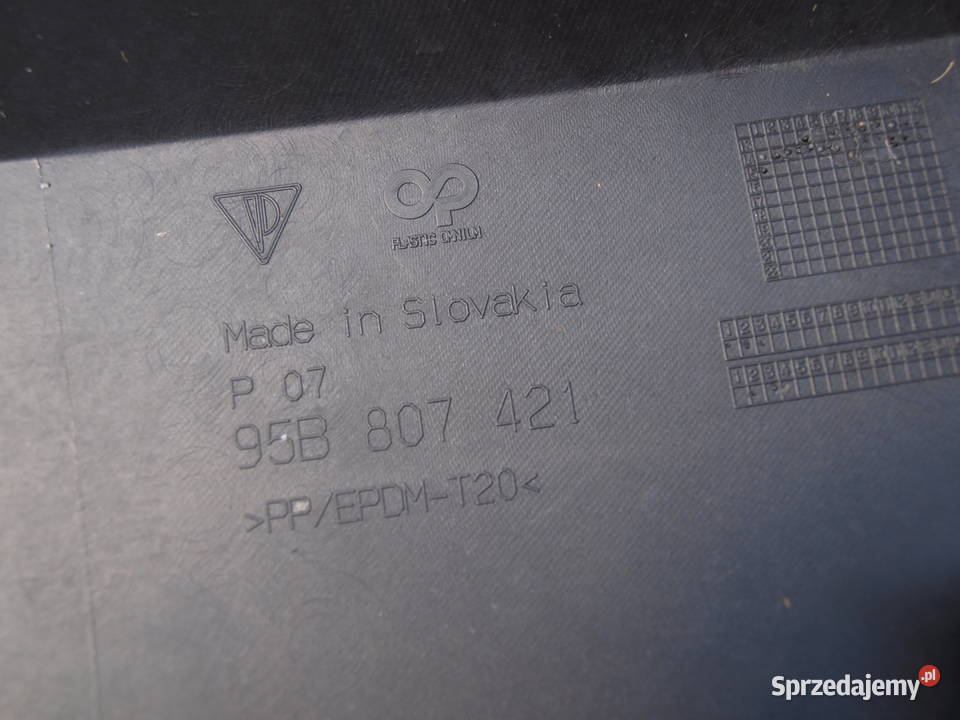 PLASTIC OMNIUM
Made in Slovakia
P 07
95B 807 421
>PP/EPDM-T20<
Sprzedajemy.pl